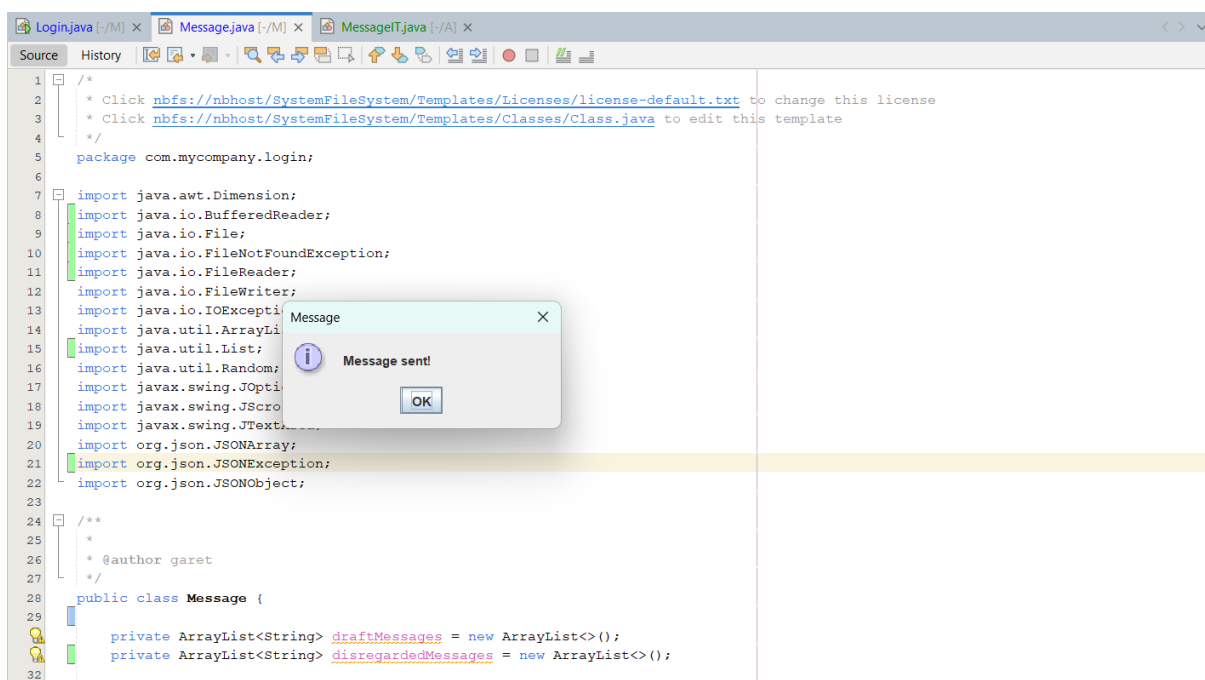 Login.java [-/M] × Message.java [-/M] × MessageIT.java [-/A] ×
Source History
1 /*
2 * Click nbfs://nbhost/SystemFileSystem/Templates/Licenses/license-default.txt to change this license
3 * Click nbfs://nbhost/SystemFileSystem/Templates/Classes/Class.java to edit this template
4 */
5 package com.mycompany.login;
6
7 import java.awt.Dimension;
8 import java.io.BufferedReader;
9 import java.io.File;
10 import java.io.FileNotFoundException;
11 import java.io.FileReader;
12 import java.io.FileWriter;
13 import java.io.IOExcepti
14 import java.util.ArrayLi
15 import java.util.List;
16 import java.util.Random;
17 import javax.swing.JOpti
18 import javax.swing.JScro
19 import javax.swing.JText
20 import org.json.JSONArray;
21 import org.json.JSONException;
22 import org.json.JSONObject;
23
24 /**
25 *
26 * @author garet
27 */
28 public class Message {
29
private ArrayList<String> draftMessages = new ArrayList<>();
private ArrayList<String> disregardedMessages = new ArrayList<>();
32
Message
Message sent!
OK